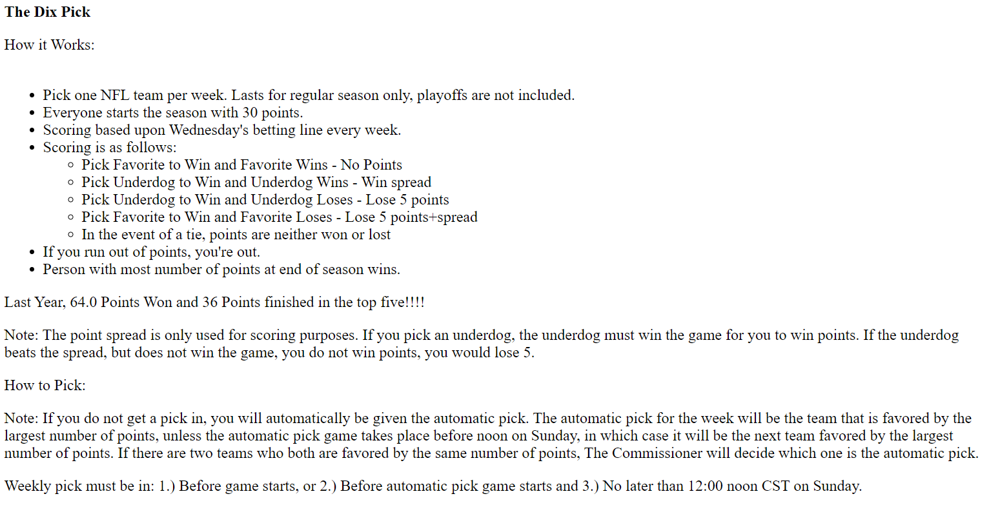 The Dix Pick
How it Works:
• Pick one NFL team per week. Lasts for regular season only, playoffs are not included.
• Everyone starts the season with 30 points.
• Scoring based upon Wednesday's betting line every week.
• Scoring is as follows:
◦ Pick Favorite to Win and Favorite Wins - No Points
◦ Pick Underdog to Win and Underdog Wins - Win spread
◦ Pick Underdog to Win and Underdog Loses - Lose 5 points
◦ Pick Favorite to Win and Favorite Loses - Lose 5 points+spread
◦ In the event of a tie, points are neither won or lost
• If you run out of points, you're out.
• Person with most number of points at end of season wins.
Last Year, 64.0 Points Won and 36 Points finished in the top five!!!!
Note: The point spread is only used for scoring purposes. If you pick an underdog, the underdog must win the game for you to win points. If the underdog
beats the spread, but does not win the game, you do not win points, you would lose 5.
How to Pick:
Note: If you do not get a pick in, you will automatically be given the automatic pick. The automatic pick for the week will be the team that is favored by the
largest number of points, unless the automatic pick game takes place before noon on Sunday, in which case it will be the next team favored by the largest
number of points. If there are two teams who both are favored by the same number of points, The Commissioner will decide which one is the automatic pick.
Weekly pick must be in: 1.) Before game starts, or 2.) Before automatic pick game starts and 3.) No later than 12:00 noon CST on Sunday.